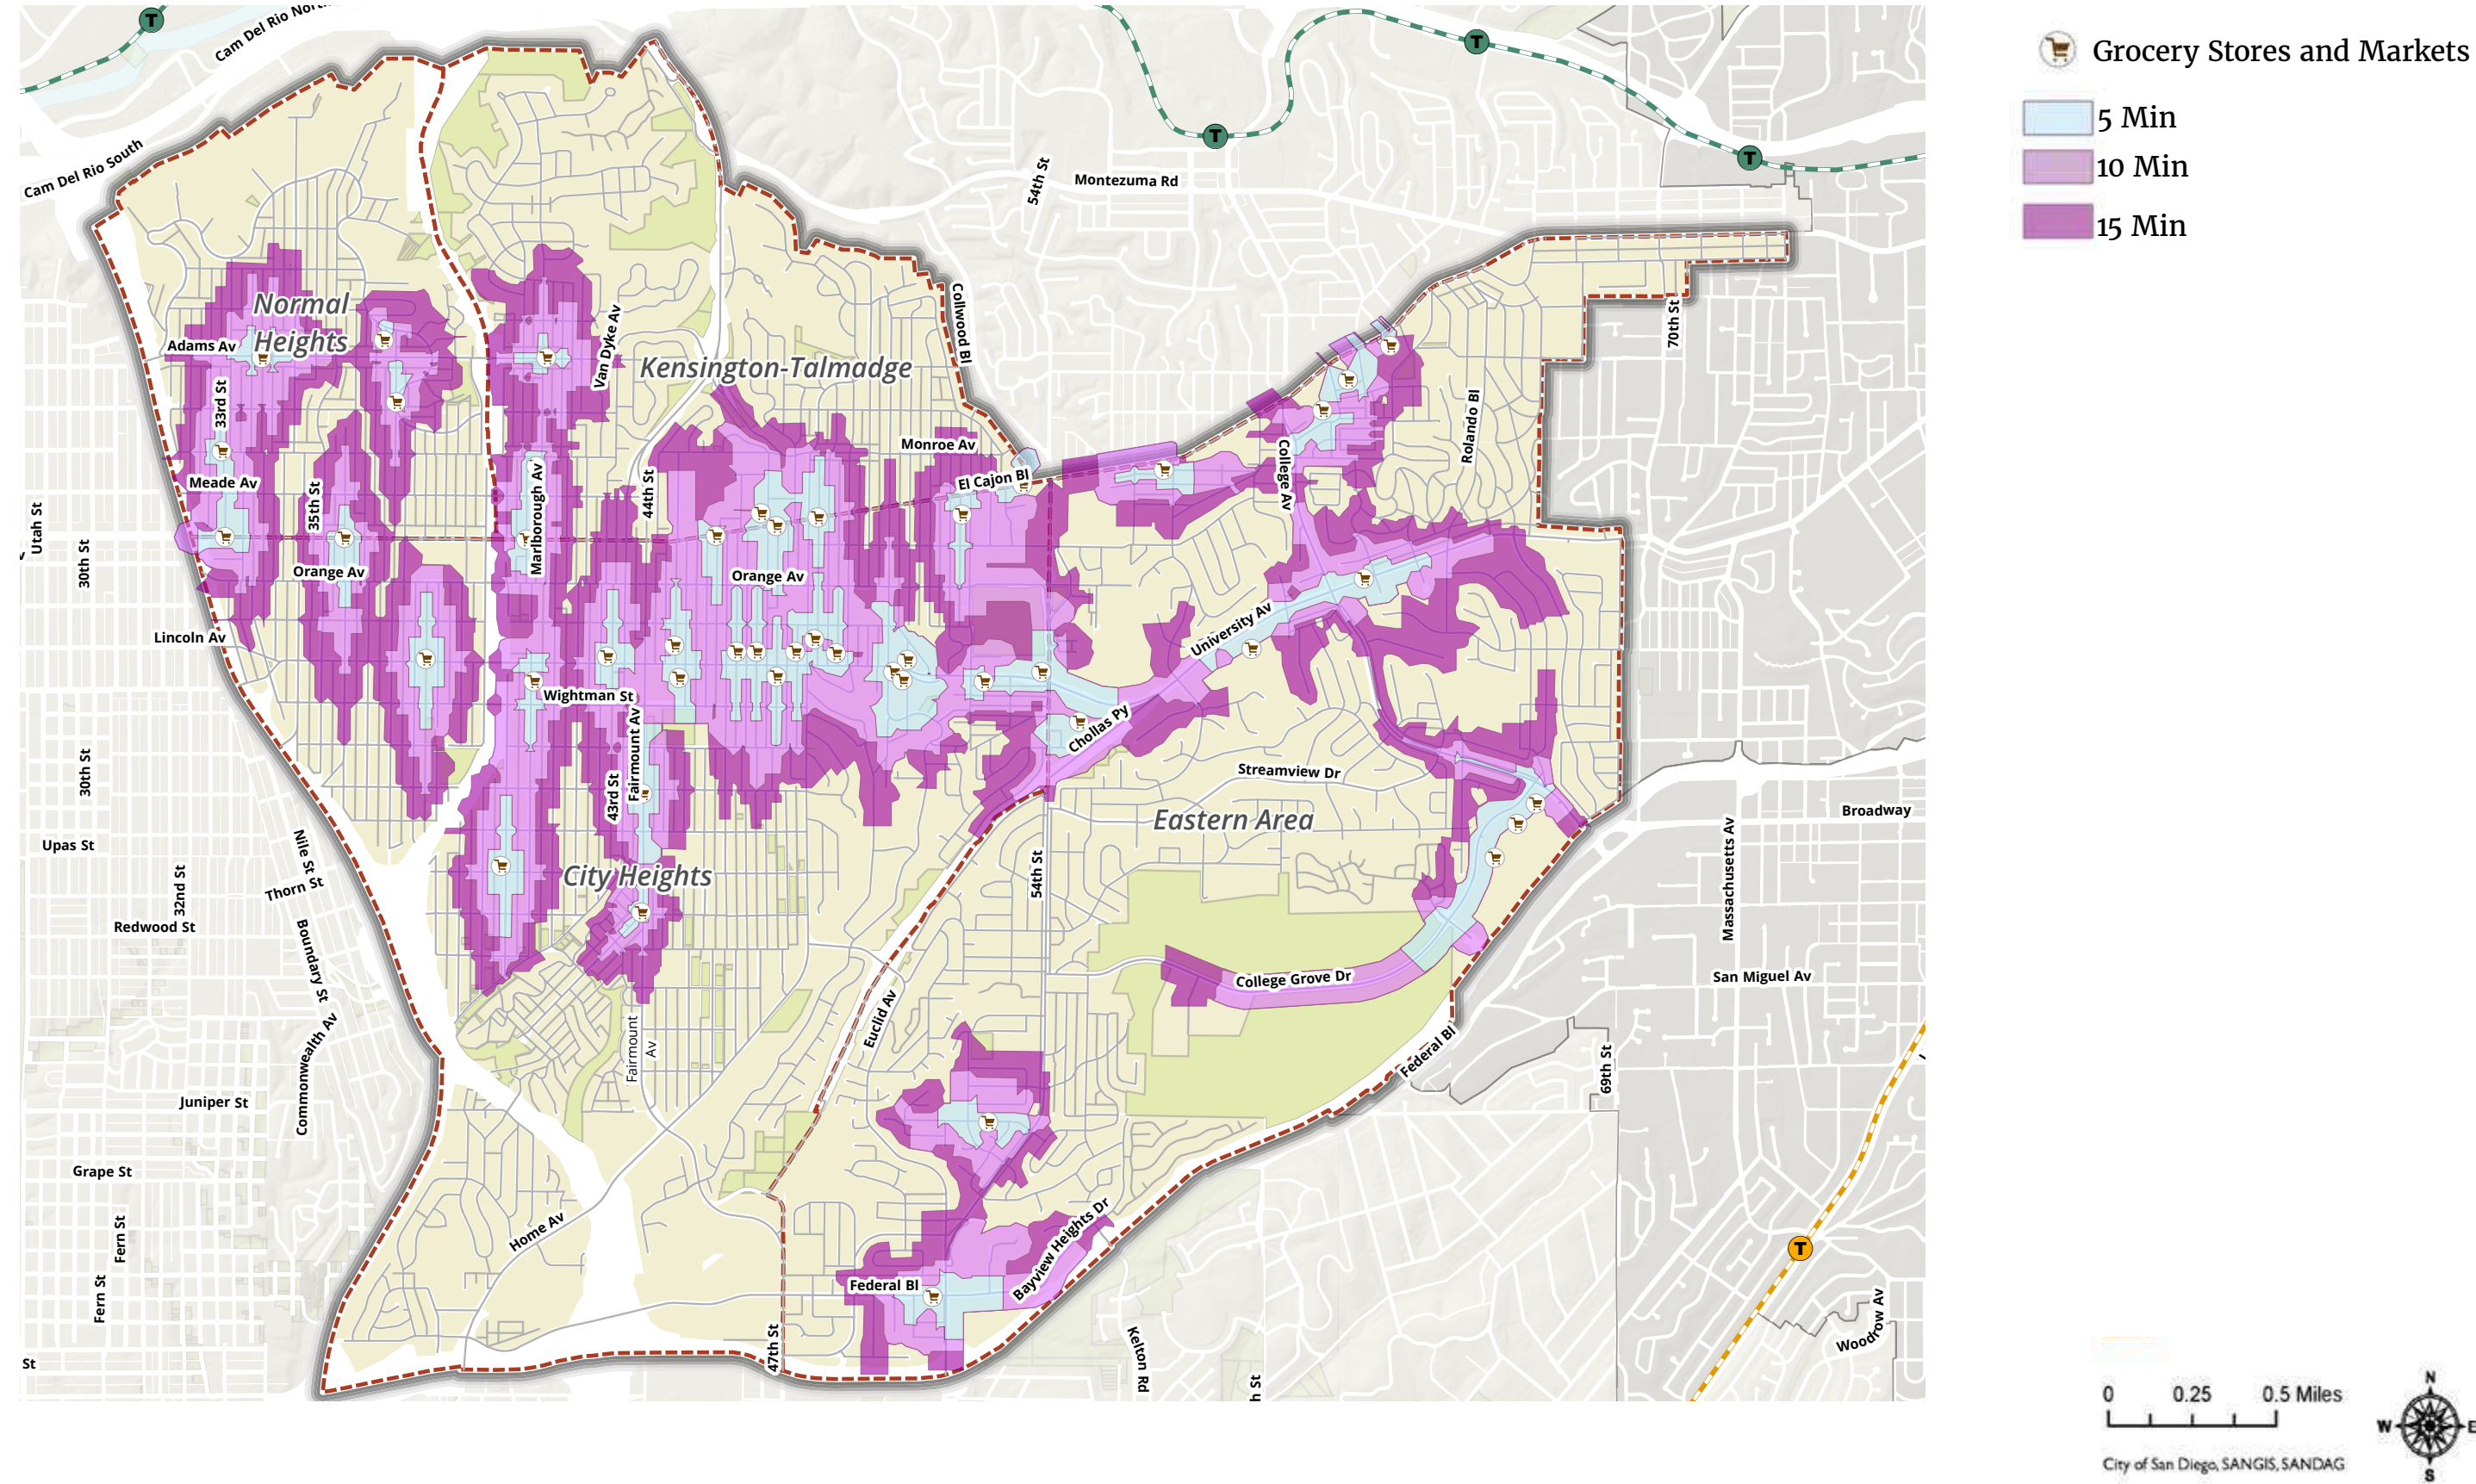 T
Cam Del Rio North
T
Grocery Stores and Markets
5 Min
10 Min
15 Min
T
T
Cam Del Rio South
54th St
Montezuma Rd
Normal
Heights
Adams Av
Van Dyke Av
Collwood Bl
70th St
Kensington-Talmadge
33rd St
Rolando Bl
Monroe Av
College Av
El Cajon Bl
Meade Av
35th St
Marlborough Av
44th St
Utah St
30th St
Orange Av
Orange Av
Lincoln Av
University Av
Wightman St
Fairmount Av
Chollas Py
43rd St
Streamview Dr
30th St
Eastern Area
Broadway
Upas St
Nile St
Massachusetts Av
54th St
City Heights
Thorn St
32nd St
Redwood St
Boundary St
College Grove Dr
San Miguel Av
Euclid Av
Fairmount
Av
Commonwealth Av
Federal Bl
69th St
Juniper St
Grape St
Home Av
Fern St
Bayview Heights Dr
T
Federal Bl
Fern St
47th St
Kelton Rd
Woodrow Av
St
h St
0 0.25 0.5 Miles
N
W E
S
City of San Diego, SANGIS, SANDAG